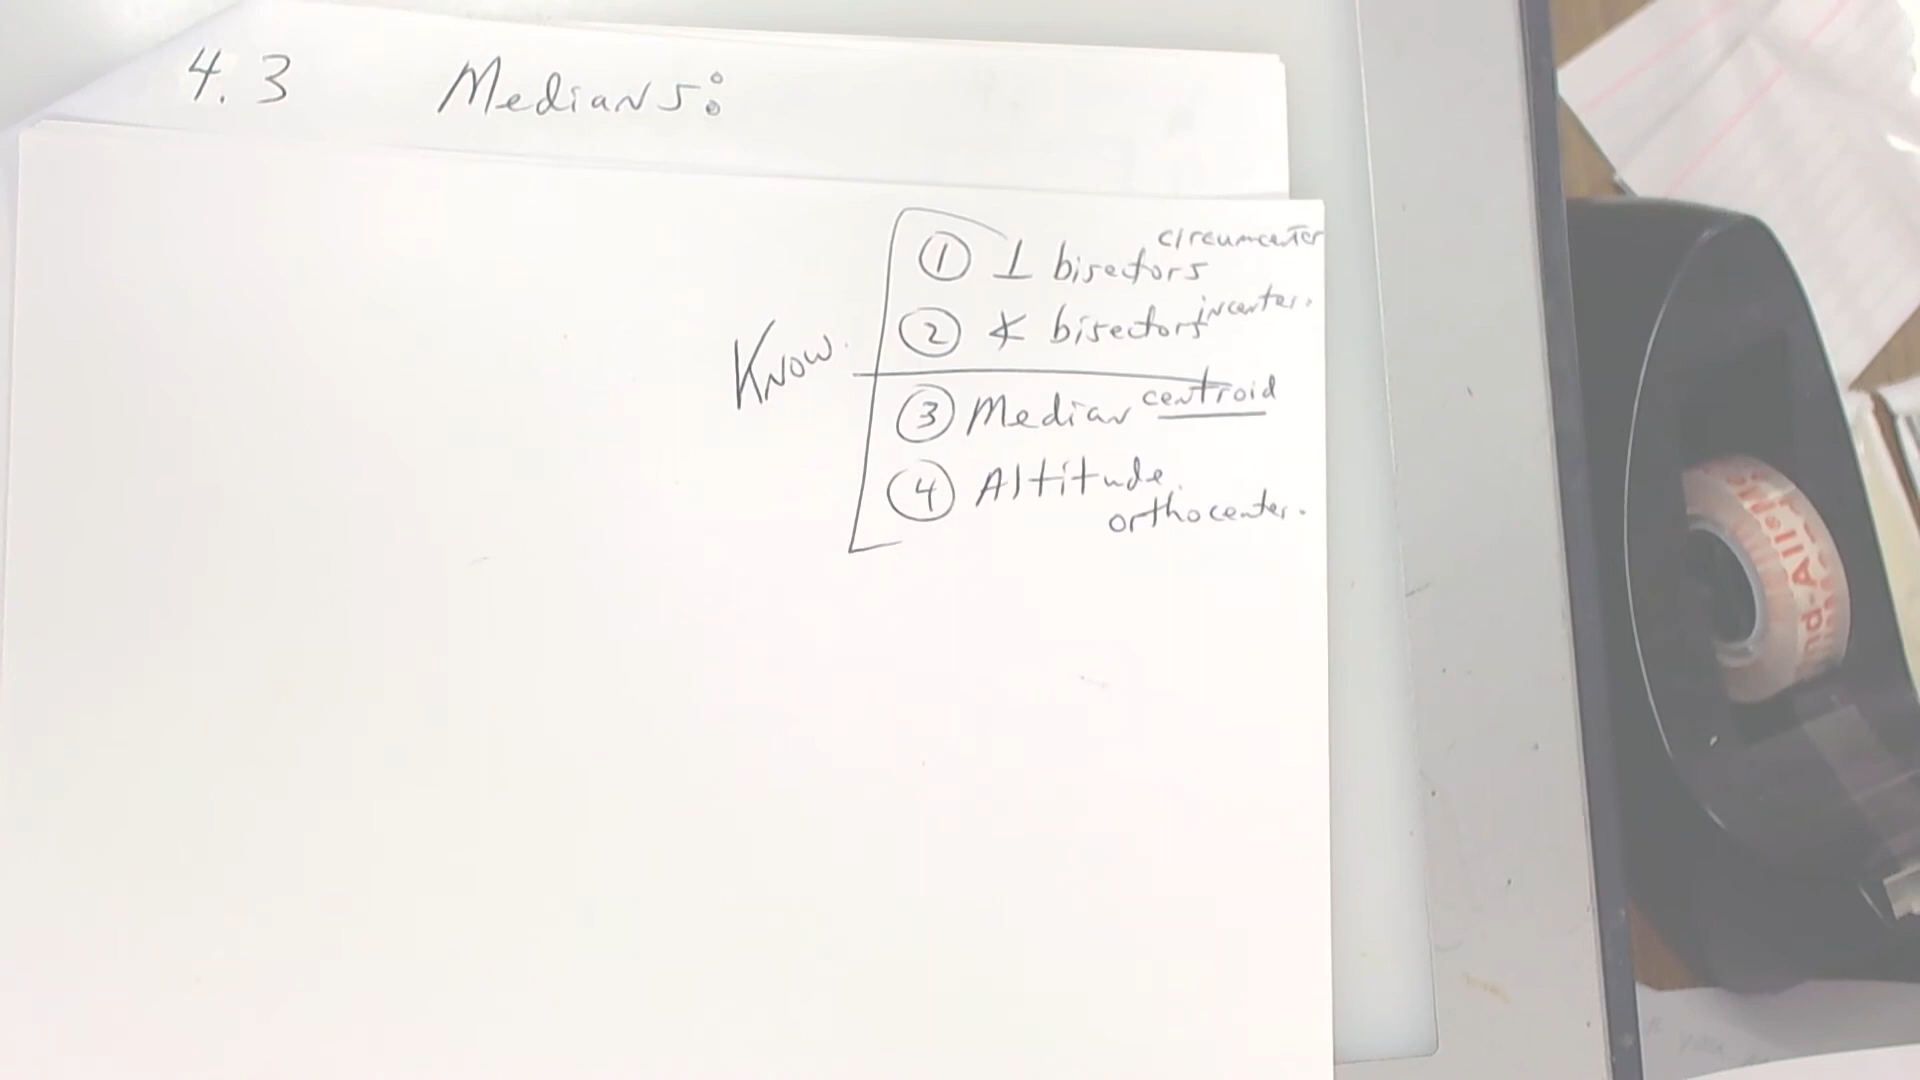 4.3 Medians:
① ⊥ bisectors circumcenter
② ∡ bisectors incenter.
Know.
③ Median centroid
④ Altitude.
orthocenter.